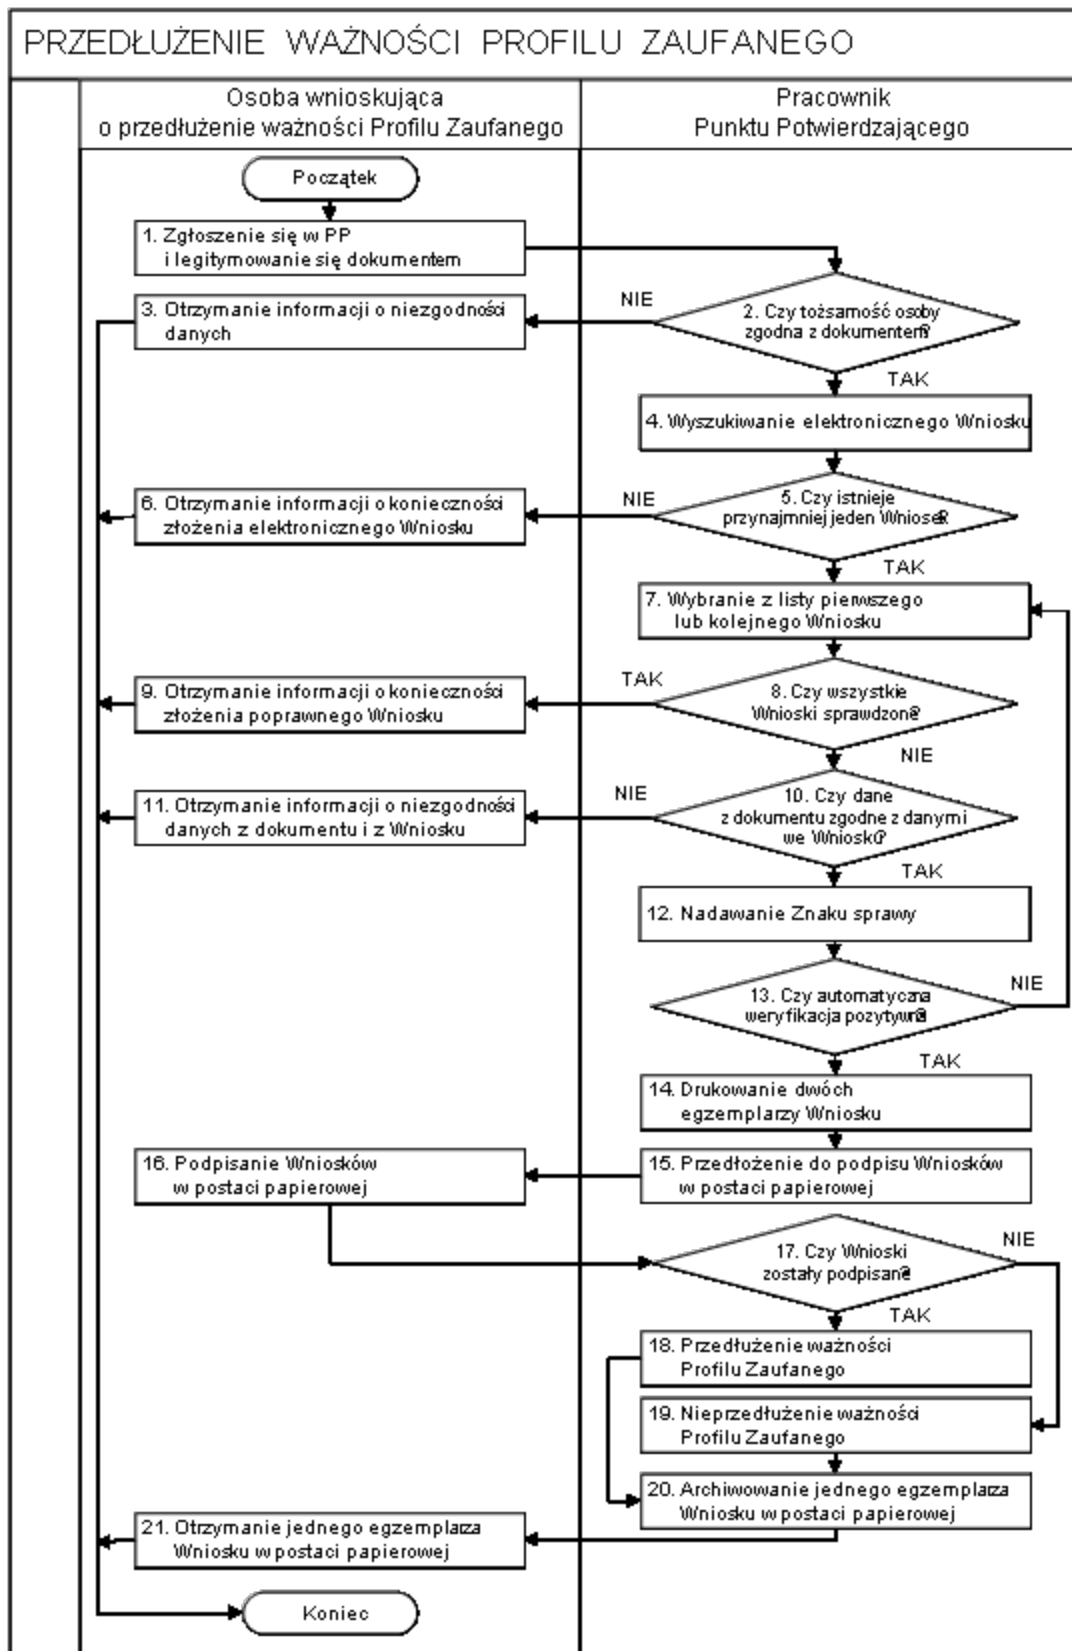 PRZEDŁUŻENIE WAŻNOŚCI PROFILU ZAUFANEGO
Osoba wnioskująca
o przedłużenie ważności Profilu Zaufanego
Pracownik
Punktu Potwierdzającego
Początek
1. Zgłoszenie się w PP
i legitymowanie się dokumentem
NIE
2. Czy tożsamość osoby
zgodna z dokumentem?
3. Otrzymanie informacji o niezgodności
danych
TAK
4. Wyszukiwanie elektronicznego Wniosku
NIE
5. Czy istnieje
przynajmniej jeden Wniosek?
6. Otrzymanie informacji o konieczności
złożenia elektronicznego Wniosku
TAK
7. Wybranie z listy pierwszego
lub kolejnego Wniosku
TAK
8. Czy wszystkie
Wnioski sprawdzone?
9. Otrzymanie informacji o konieczności
złożenia poprawnego Wniosku
NIE
NIE
10. Czy dane
z dokumentu zgodne z danymi
we Wniosku?
11. Otrzymanie informacji o niezgodności
danych z dokumentu i z Wniosku
TAK
12. Nadawanie Znaku sprawy
NIE
13. Czy automatyczna
weryfikacja pozytywna?
TAK
14. Drukowanie dwóch
egzemplarzy Wniosku
15. Przedłożenie do podpisu Wniosków
w postaci papierowej
16. Podpisanie Wniosków
w postaci papierowej
NIE
17. Czy Wnioski
zostały podpisane?
TAK
18. Przedłużenie ważności
Profilu Zaufanego
19. Nieprzedłużenie ważności
Profilu Zaufanego
20. Archiwowanie jednego egzemplarza
Wniosku w postaci papierowej
21. Otrzymanie jednego egzemplarza
Wniosku w postaci papierowej
Koniec